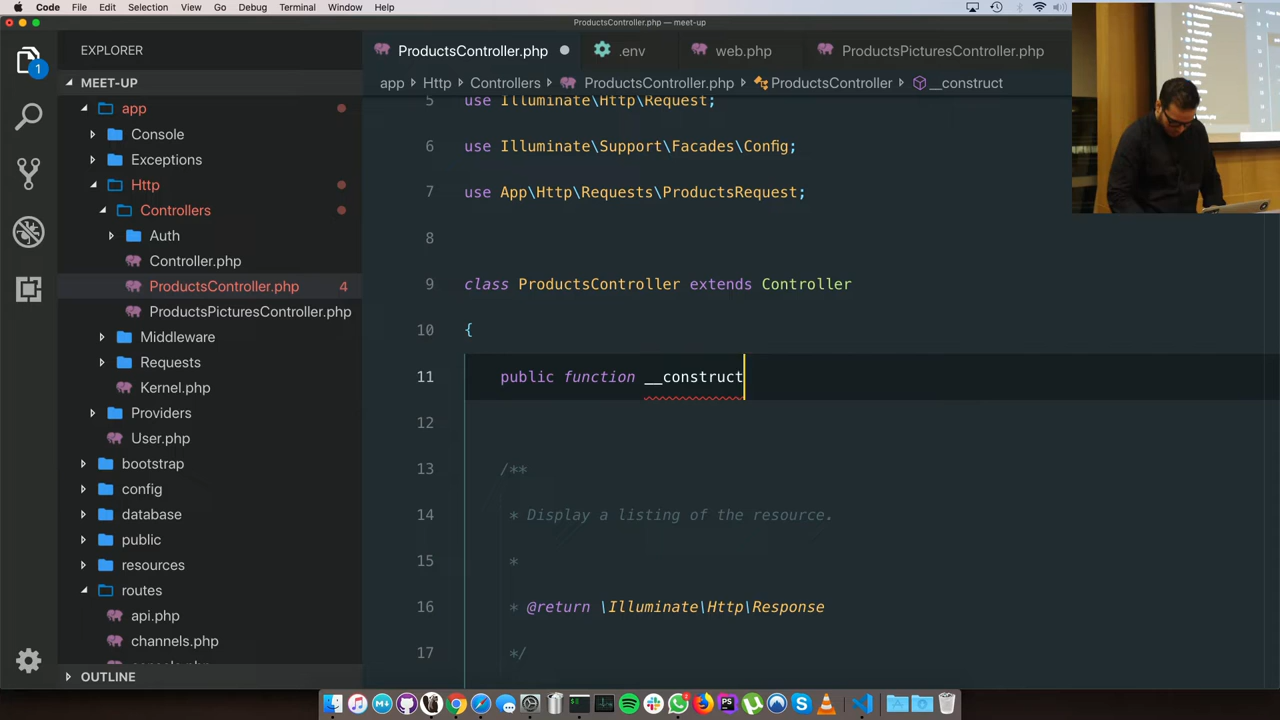 Code File Edit Selection View Go Debug Terminal Window Help
ProductsController.php — meet-up
EXPLORER
ProductsController.php
.env
web.php
ProductsPicturesController.php
1
MEET-UP
app
Http
Controllers
ProductsController.php
ProductsController
__construct
app
Console
Exceptions
Http
Controllers
Auth
Controller.php
ProductsController.php 4
ProductsPicturesController.php
Middleware
Requests
Kernel.php
Providers
User.php
bootstrap
config
database
public
resources
routes
api.php
channels.php
OUTLINE
5 use Illuminate\Http\Request;
6 use Illuminate\Support\Facades\Config;
7 use App\Http\Requests\ProductsRequest;
8
9 class ProductsController extends Controller
10 {
11 public function __construct
12
13 /**
14 * Display a listing of the resource.
15 *
16 * @return \Illuminate\Http\Response
17 */